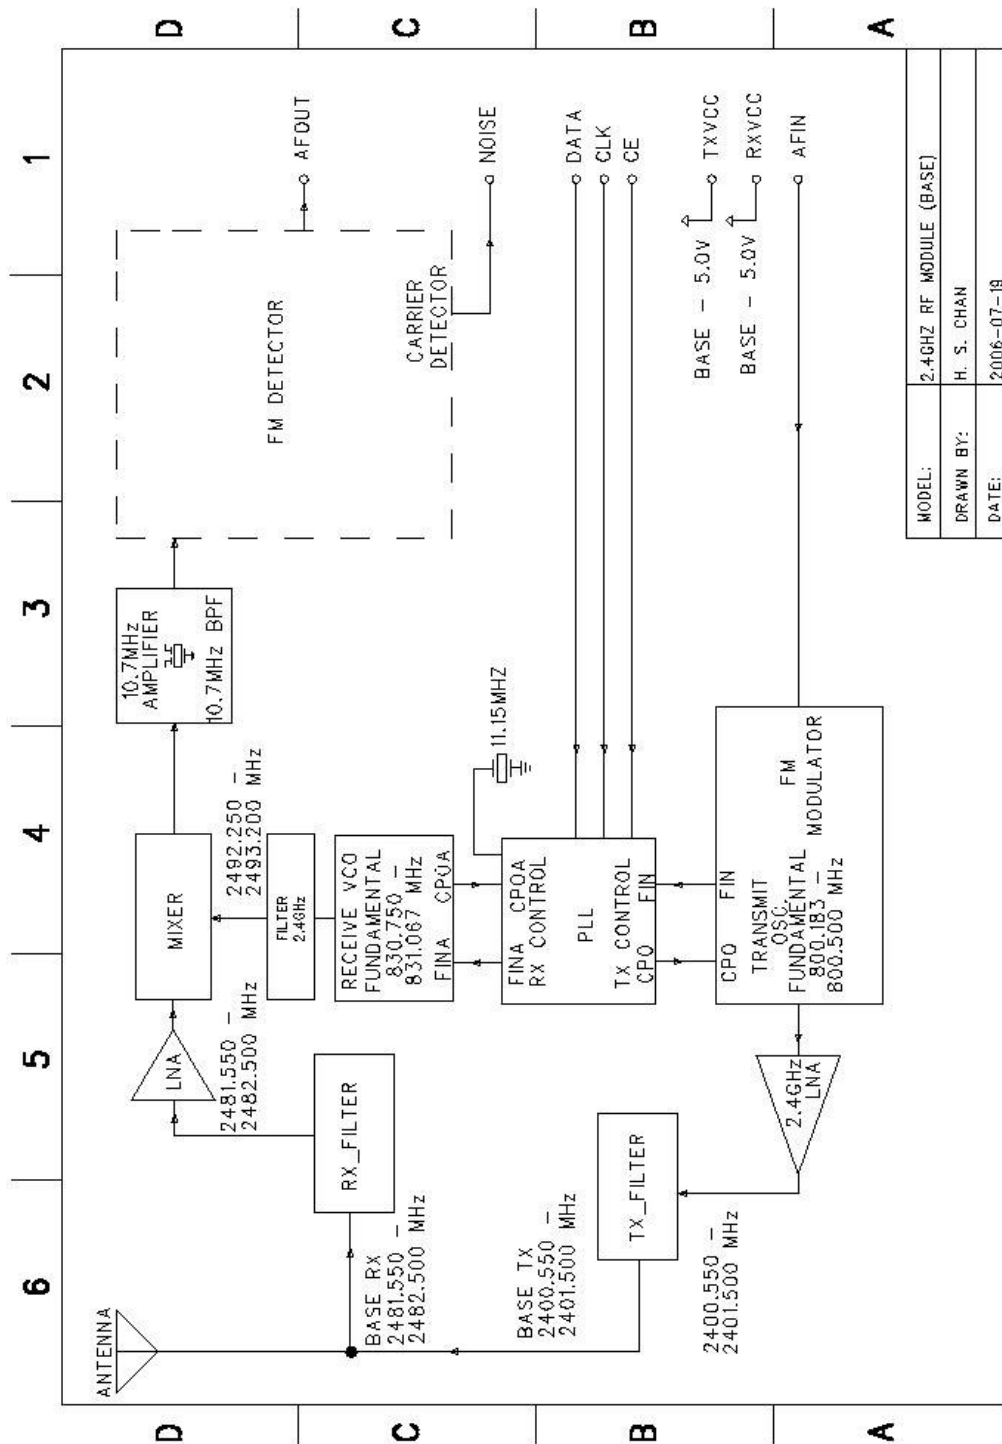 6
5
4
3
2
1
D
D
ANTENNA
LNA
MIXER
10.7MHz
AMPLIFIER
10.7MHz BPF
FM DETECTOR
AFOUT
2481.550 –
2482.500 MHz
2492.250 –
2493.200 MHz
FILTER
2.4GHz
C
C
BASE RX
2481.550 –
2482.500 MHz
RX_FILTER
RECEIVE VCO
FUNDAMENTAL
830.750 –
831.067 MHz
FINA CPOA
CARRIER
DETECTOR
NOISE
11.15MHZ
FINA CPOA
RX CONTROL
PLL
TX CONTROL
CPO FIN
DATA
CLK
CE
B
B
BASE TX
2400.550 –
2401.500 MHz
TX_FILTER
2400.550 –
2401.500 MHz
BASE – 5.0V
TXVCC
BASE – 5.0V
RXVCC
CPO FIN
TRANSMIT
OSC.
FUNDAMENTAL
800.183 –
800.500 MHz
FM
MODULATOR
2.4GHz
LNA
AFIN
A
A
MODEL: 2.4GHZ RF MODULE (BASE)
DRAWN BY: H. S. CHAN
DATE: 2006-07-19